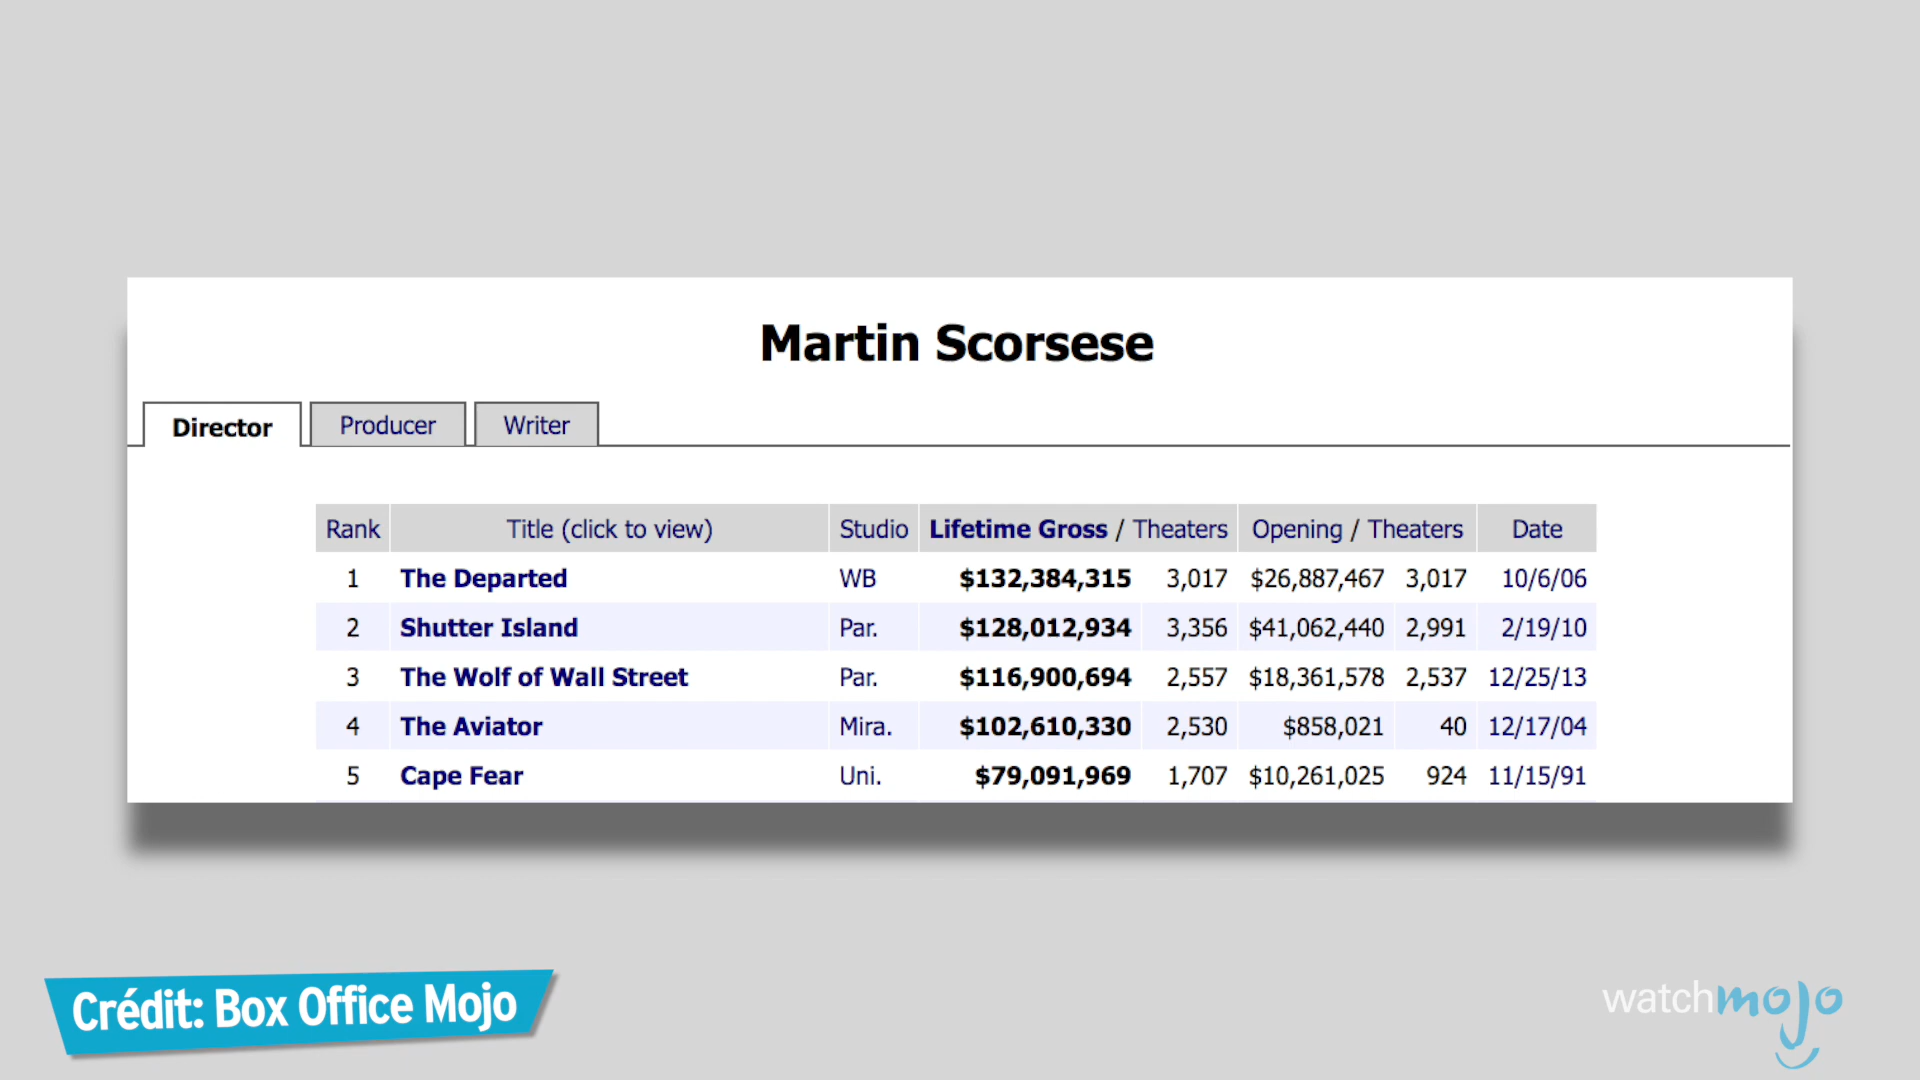 Martin Scorsese
Director Producer Writer
Rank Title (click to view) Studio Lifetime Gross / Theaters Opening / Theaters Date
1 The Departed WB $132,384,315 3,017 $26,887,467 3,017 10/6/06
2 Shutter Island Par. $128,012,934 3,356 $41,062,440 2,991 2/19/10
3 The Wolf of Wall Street Par. $116,900,694 2,557 $18,361,578 2,537 12/25/13
4 The Aviator Mira. $102,610,330 2,530 $858,021 40 12/17/04
5 Cape Fear Uni. $79,091,969 1,707 $10,261,025 924 11/15/91
Crédit: Box Office Mojo
watchmojo